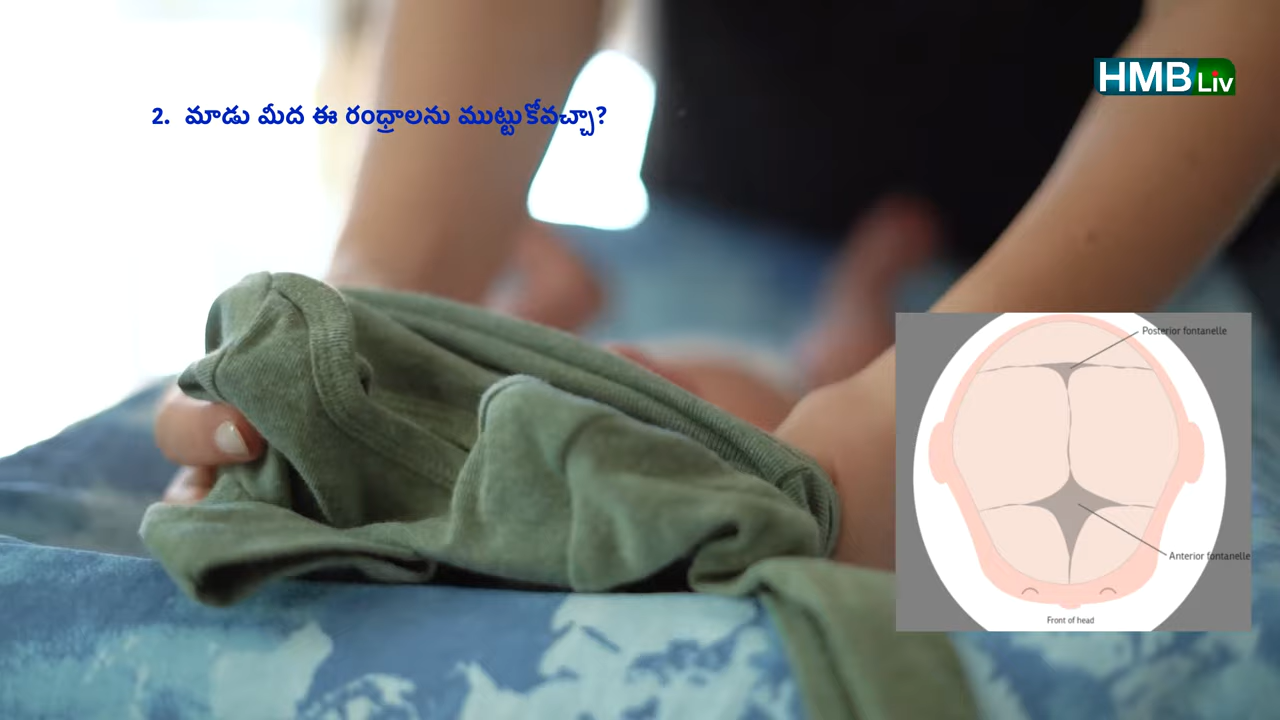 HMB Liv
2. మాడు మీద ఈ రంధ్రాలను ముట్టుకోవచ్చా?
Posterior fontanelle
Anterior fontanelle
Front of head